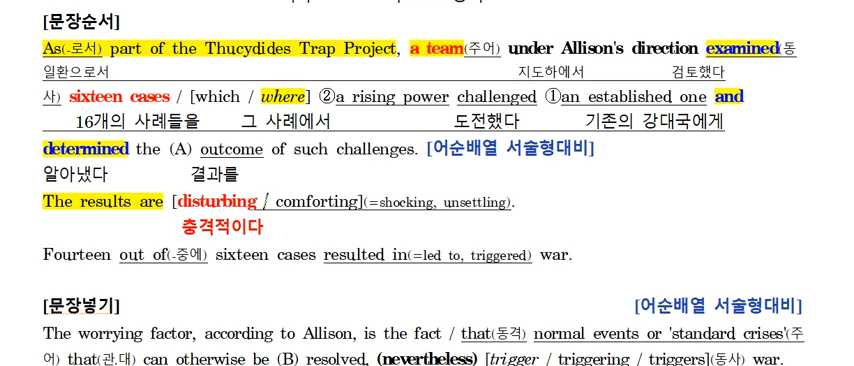 [문장순서]
As(-로서) part of the Thucydides Trap Project, a team(주어) under Allison's direction examined(동
일환으로서 지도하에서 검토했다
사) sixteen cases / [which / where] ②a rising power challenged ①an established one and
16개의 사례들을 그 사례에서 도전했다 기존의 강대국에게
determined the (A) outcome of such challenges. [어순배열 서술형대비]
알아냈다 결과를
The results are [disturbing / comforting](=shocking, unsettling).
충격적이다
Fourteen out of(-중에) sixteen cases resulted in(=led to, triggered) war.
[문장넣기] [어순배열 서술형대비]
The worrying factor, according to Allison, is the fact / that(동격) normal events or 'standard crises'(주
어) that(관.대) can otherwise be (B) resolved, (nevertheless) [trigger / triggering / triggers](동사) war.